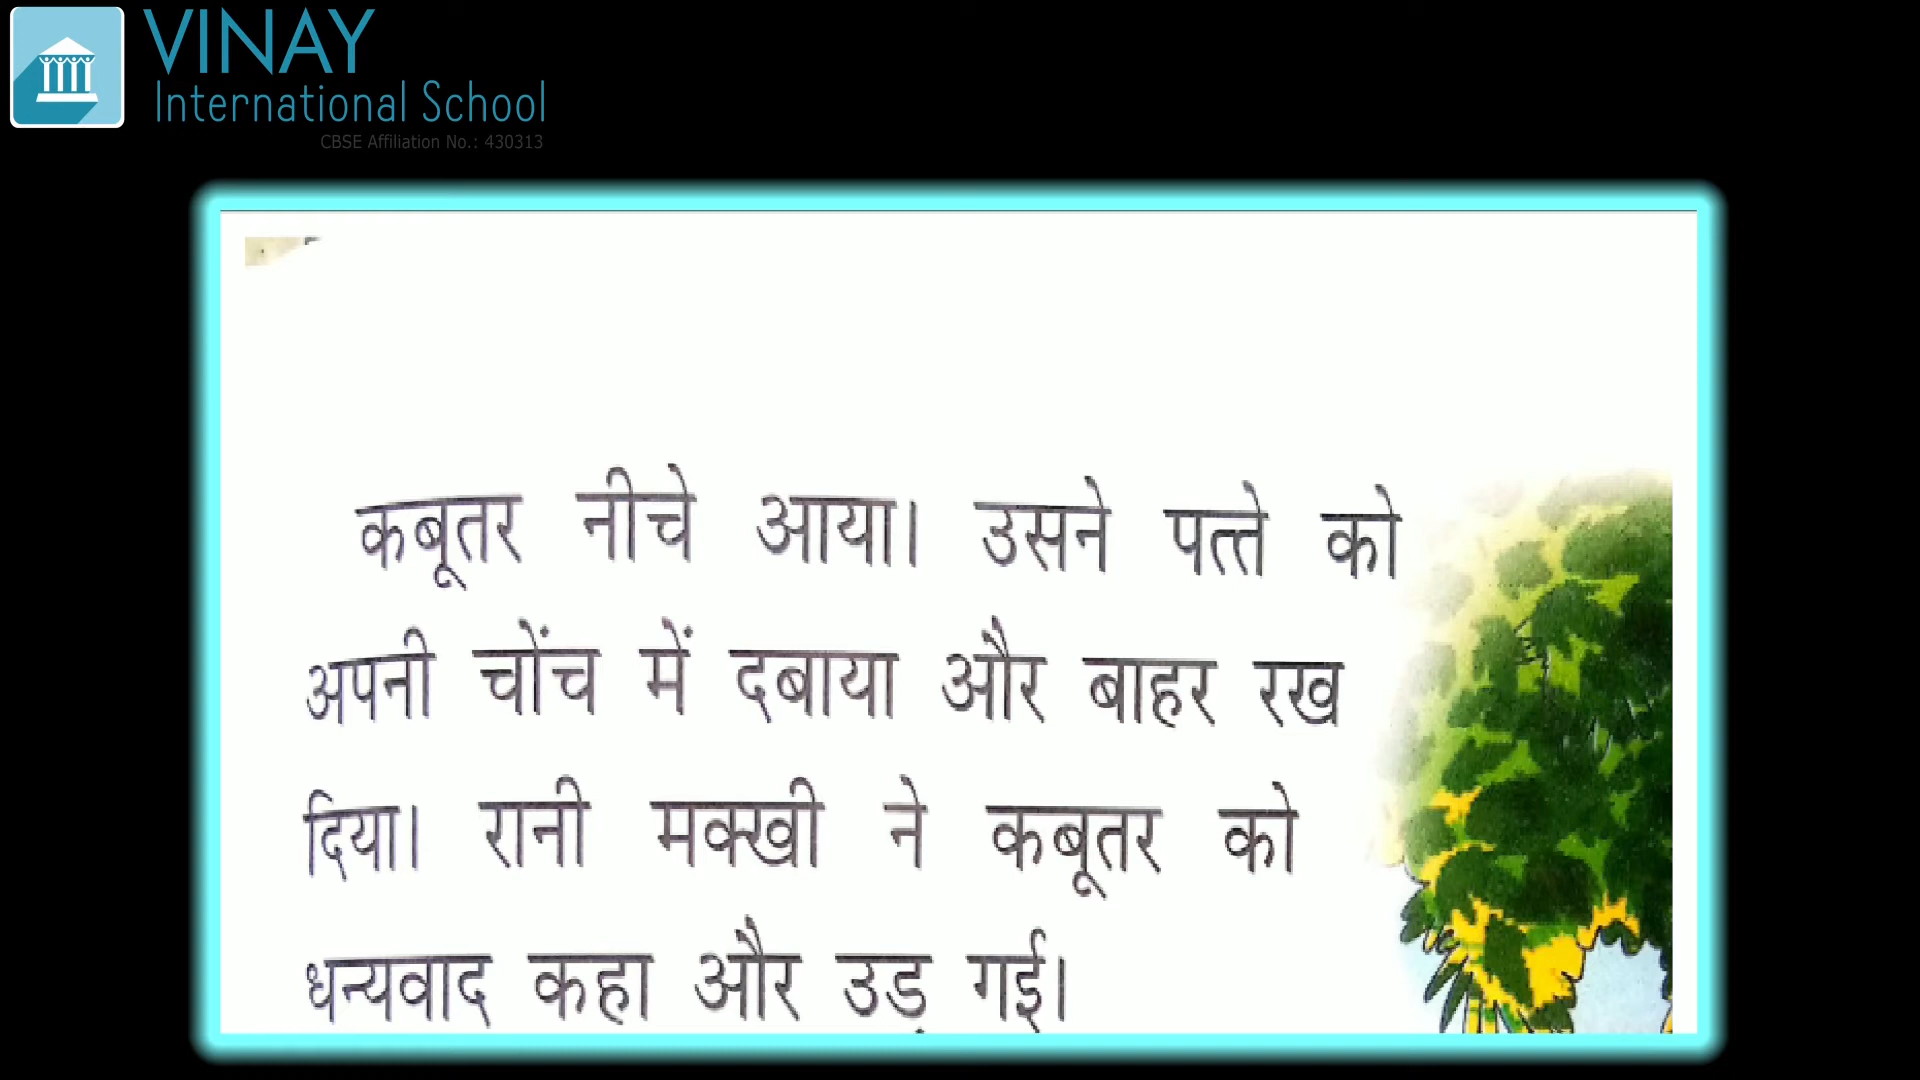 VINAY
International School
CBSE Affiliation No.: 430313
कबूतर नीचे आया। उसने पत्ते को
अपनी चोंच में दबाया और बाहर रख
दिया। रानी मक्खी ने कबूतर को
धन्यवाद कहा और उड़ गई।